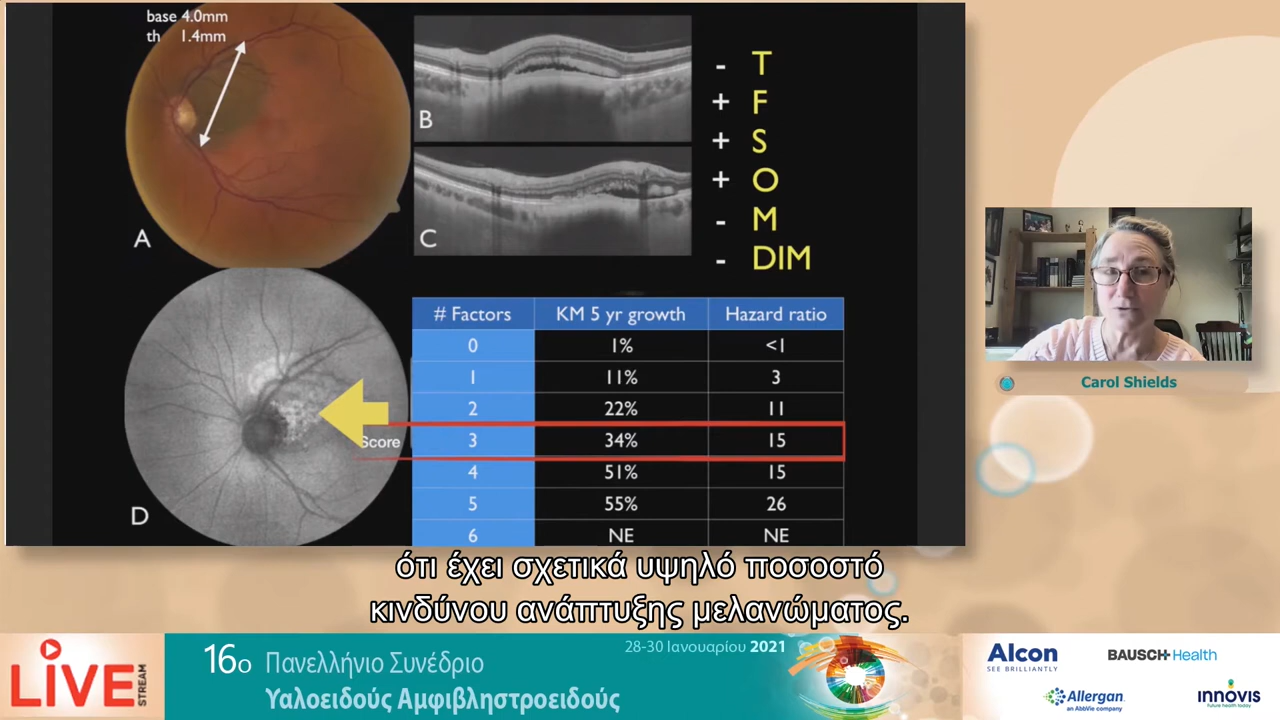 base 4.0mm
th 1.4mm
A
B
C
D
- T
+ F
+ S
+ O
- M
- DIM
# Factors KM 5 yr growth Hazard ratio
0 1% <1
1 11% 3
2 22% 11
Score 3 34% 15
4 51% 15
5 55% 26
6 NE NE
Carol Shields
ότι έχει σχετικά υψηλό ποσοστό
κινδύνου ανάπτυξης μελανώματος.
LIVE
STREAM
16ο Πανελλήνιο Συνέδριο
Υαλοειδούς Αμφιβληστροειδούς
28-30 Ιανουαρίου 2021
Alcon
SEE BRILLIANTLY
BAUSCH+Health
Allergan
an AbbVie company
innovis
Future health today